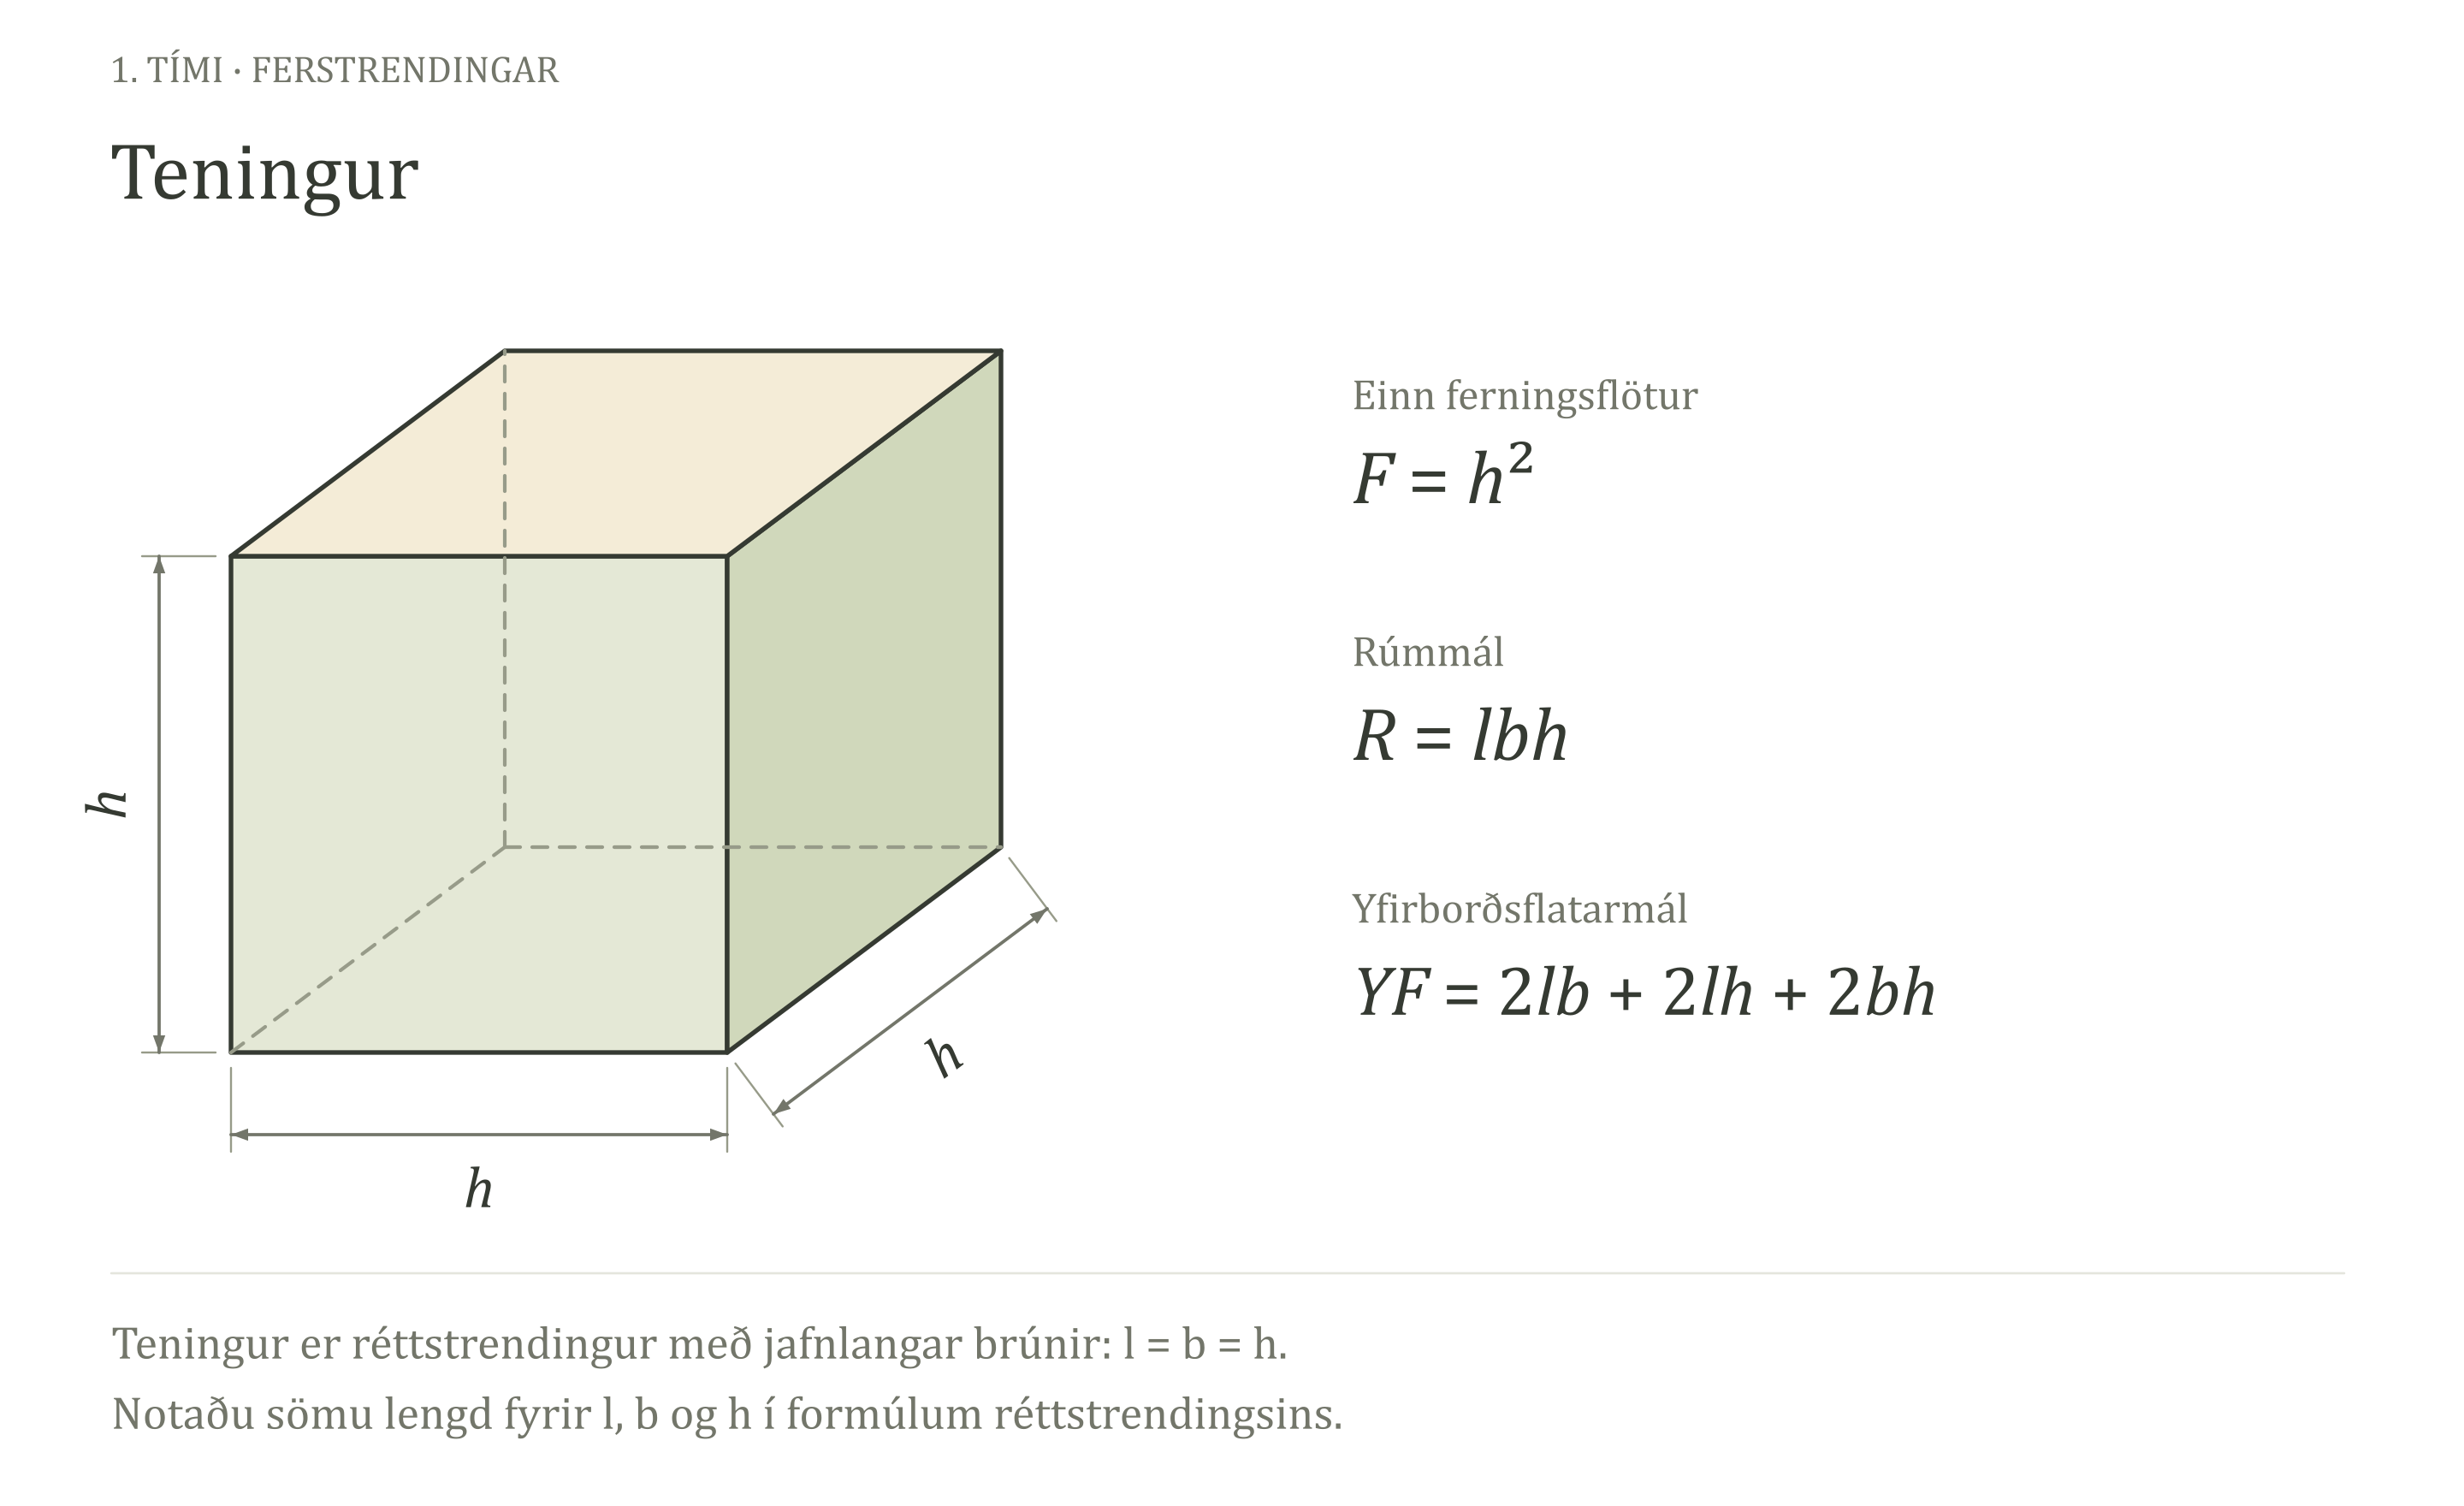 1. TÍMI · FERSTRENDINGAR
Teningur
h
h
h
Einn ferningsflötur
F = h²
Rúmmál
R = lbh
Yfirborðsflatarmál
YF = 2lb + 2lh + 2bh
Teningur er réttstrendingur með jafnlangar brúnir: l = b = h.
Notaðu sömu lengd fyrir l, b og h í formúlum réttstrendingsins.